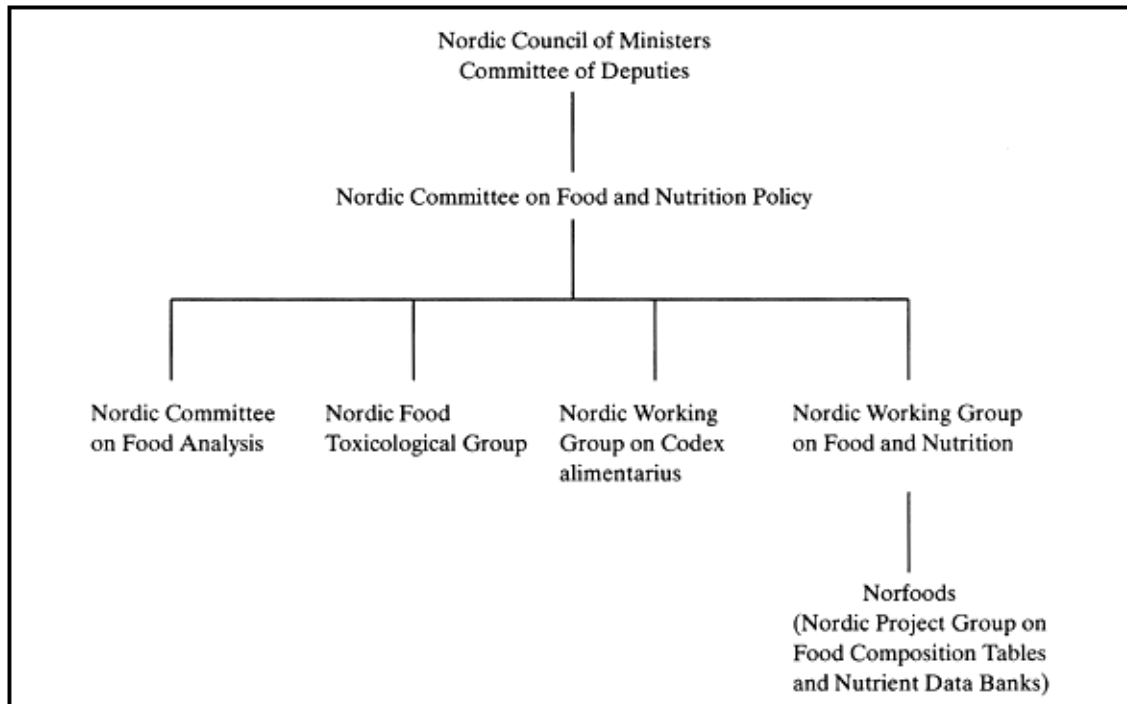 Nordic Council of Ministers
Committee of Deputies
Nordic Committee on Food and Nutrition Policy
Nordic Committee
on Food Analysis
Nordic Food
Toxicological Group
Nordic Working
Group on Codex
alimentarius
Nordic Working Group
on Food and Nutrition
Norfoods
(Nordic Project Group on
Food Composition Tables
and Nutrient Data Banks)